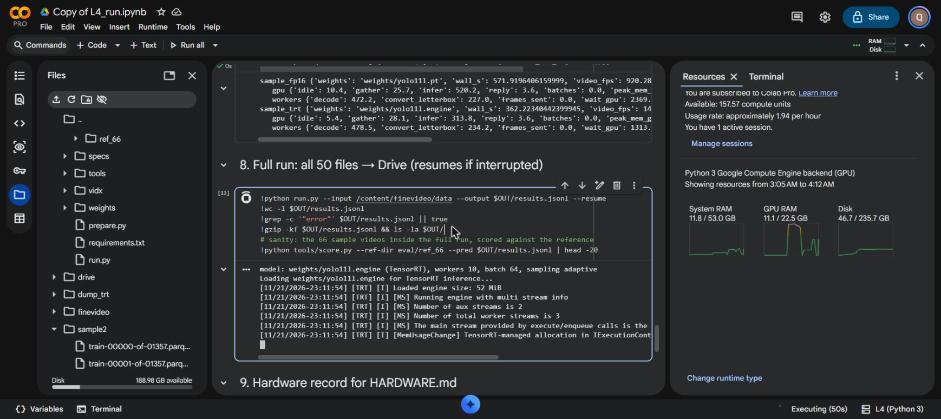 Copy of L4_run.ipynb
PRO
File Edit View Insert Runtime Tools Help
Share
Q
Commands + Code + Text Run all
RAM
Disk
Files
..
ref_66
specs
tools
vidx
weights
prepare.py
requirements.txt
run.py
drive
dump_trt
finevideo
sample2
train-00000-of-01357.parq...
train-00001-of-01357.parq...
Disk 188.98 GB available
0s
sample_fp16 {'weights': 'weights/yolo11l.pt', 'wall_s': 571.9196406159999, 'video_fps': 920.28
gpu {'idle': 10.4, 'gather': 25.7, 'infer': 520.2, 'reply': 3.6, 'batches': 0.0, 'peak_mem_
workers {'decode': 472.2, 'convert_letterbox': 227.0, 'frames_sent': 0.0, 'wait_gpu': 2369.
sample_trt {'weights': 'weights/yolo11l.engine', 'wall_s': 362.2234044599345, 'video_fps': 14
gpu {'idle': 5.4, 'gather': 28.1, 'infer': 313.8, 'reply': 3.6, 'batches': 0.0, 'peak_mem_g
workers {'decode': 478.5, 'convert_letterbox': 234.2, 'frames_sent': 0.0, 'wait_gpu': 1313.
8. Full run: all 50 files → Drive (resumes if interrupted)
[13]
!python run.py --input /content/finevideo/data --output $OUT/results.jsonl --resume
!wc -l $OUT/results.jsonl
!grep -c '"error"' $OUT/results.jsonl || true
!gzip -kf $OUT/results.jsonl && ls -la $OUT/
# sanity: the 66 sample videos inside the full run, scored against the reference
!python tools/score.py --ref-dir eval/ref_66 --pred $OUT/results.jsonl | head -20
model: weights/yolo11l.engine (TensorRT), workers 10, batch 64, sampling adaptive
Loading weights/yolo11l.engine for TensorRT inference...
[11/21/2026-23:11:54] [TRT] [I] Loaded engine size: 52 MiB
[11/21/2026-23:11:54] [TRT] [I] [MS] Running engine with multi stream info
[11/21/2026-23:11:54] [TRT] [I] [MS] Number of aux streams is 2
[11/21/2026-23:11:54] [TRT] [I] [MS] Number of total worker streams is 3
[11/21/2026-23:11:54] [TRT] [I] [MS] The main stream provided by execute/enqueue calls is the
[11/21/2026-23:11:54] [TRT] [I] [MemUsageChange] TensorRT-managed allocation in IExecutionCont
9. Hardware record for HARDWARE.md
Resources Terminal
You are subscribed to Colab Pro. Learn more
Available: 157.57 compute units
Usage rate: approximately 1.94 per hour
You have 1 active session.
Manage sessions
Python 3 Google Compute Engine backend (GPU)
Showing resources from 3:05 AM to 4:12 AM
System RAM
11.8 / 53.0 GB
GPU RAM
11.1 / 22.5 GB
Disk
46.7 / 235.7 GB
Change runtime type
Variables Terminal
Executing (50s) L4 (Python 3)